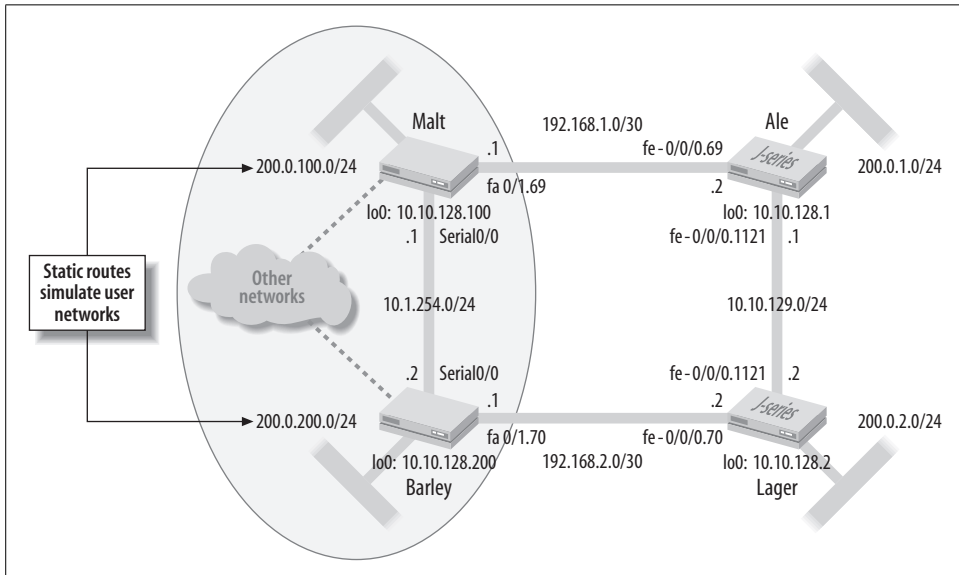 Malt
192.168.1.0/30
Ale
.1
fe-0/0/0.69
J-series
200.0.100.0/24
fa 0/1.69
.2
200.0.1.0/24
lo0: 10.10.128.100
lo0: 10.10.128.1
.1 Serial0/0
fe-0/0/0.1121 .1
Static routes
simulate user
networks
Other
networks
10.1.254.0/24
10.10.129.0/24
.2 Serial0/0
fe-0/0/0.1121 .2
.1
.2
J-series
200.0.200.0/24
200.0.2.0/24
fa 0/1.70
fe-0/0/0.70
lo0: 10.10.128.200
192.168.2.0/30
lo0: 10.10.128.2
Barley
Lager